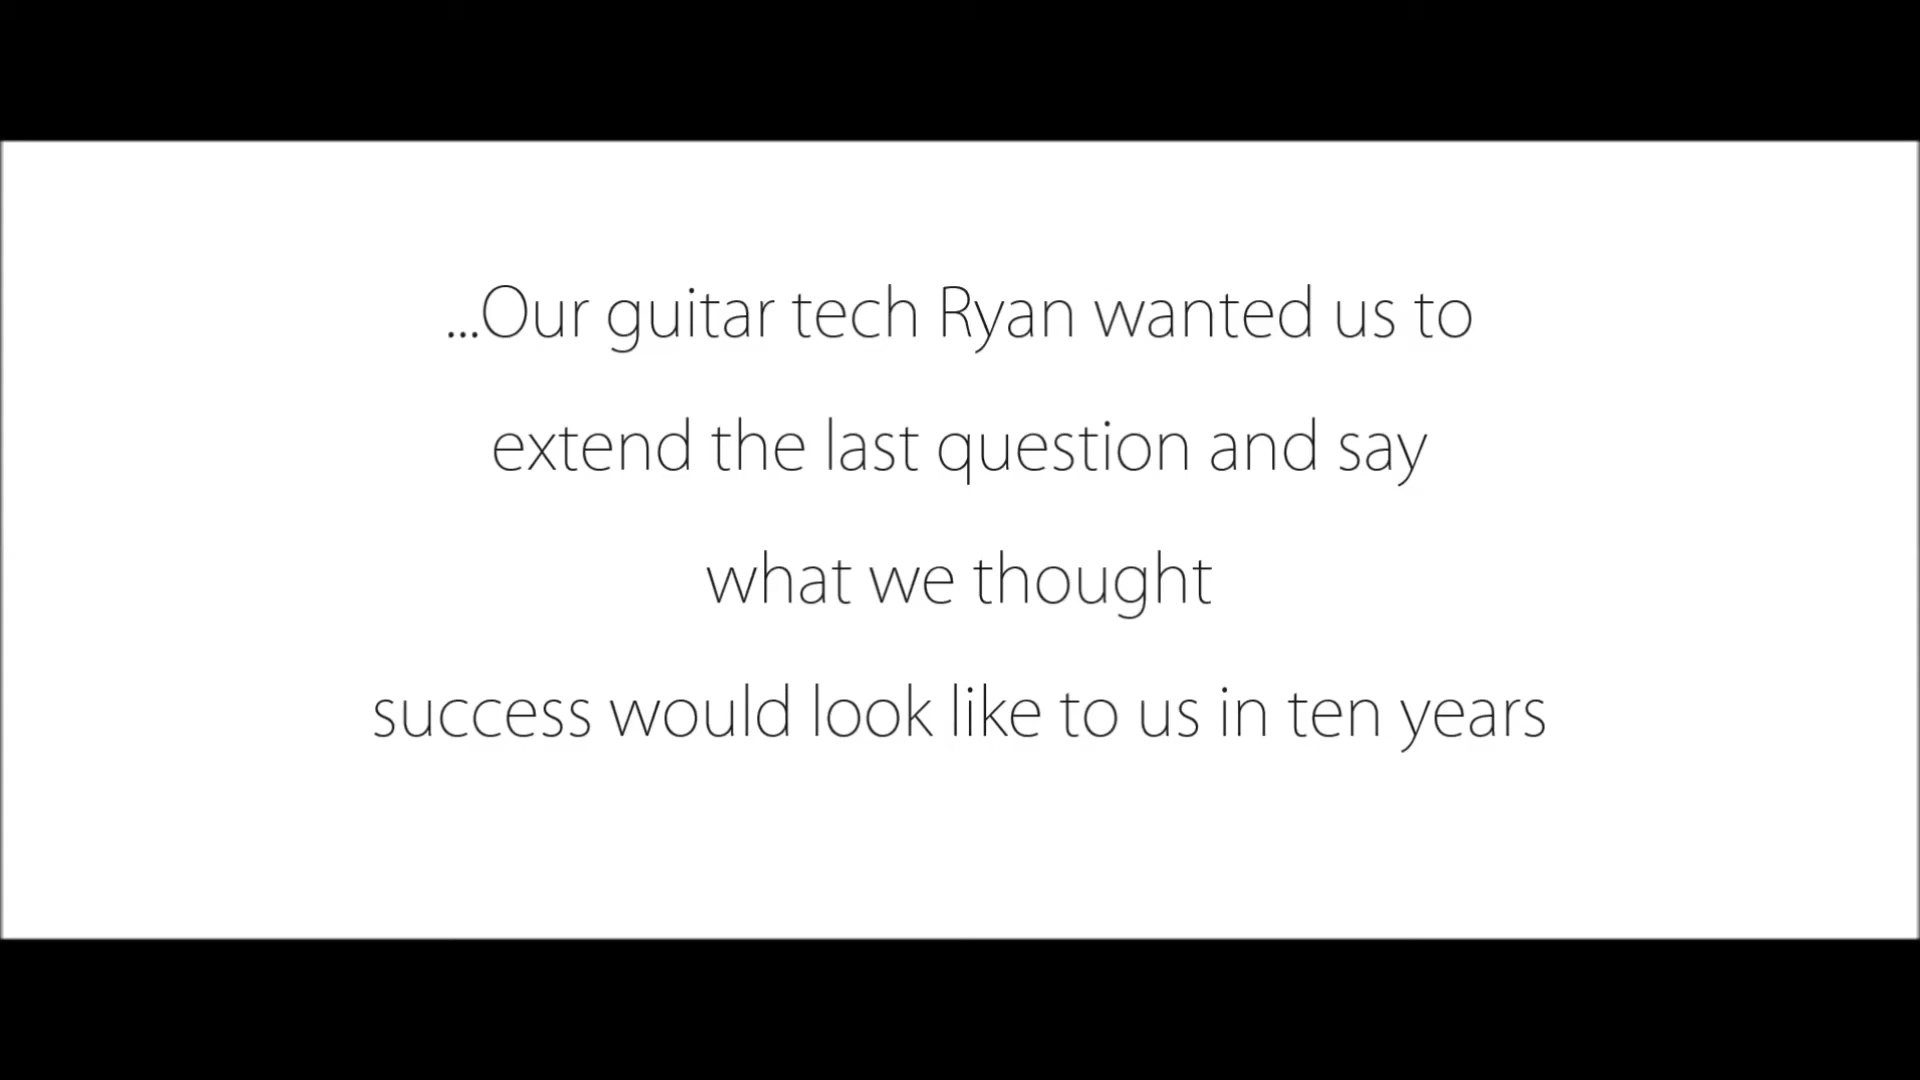 ...Our guitar tech Ryan wanted us to
extend the last question and say
what we thought
success would look like to us in ten years